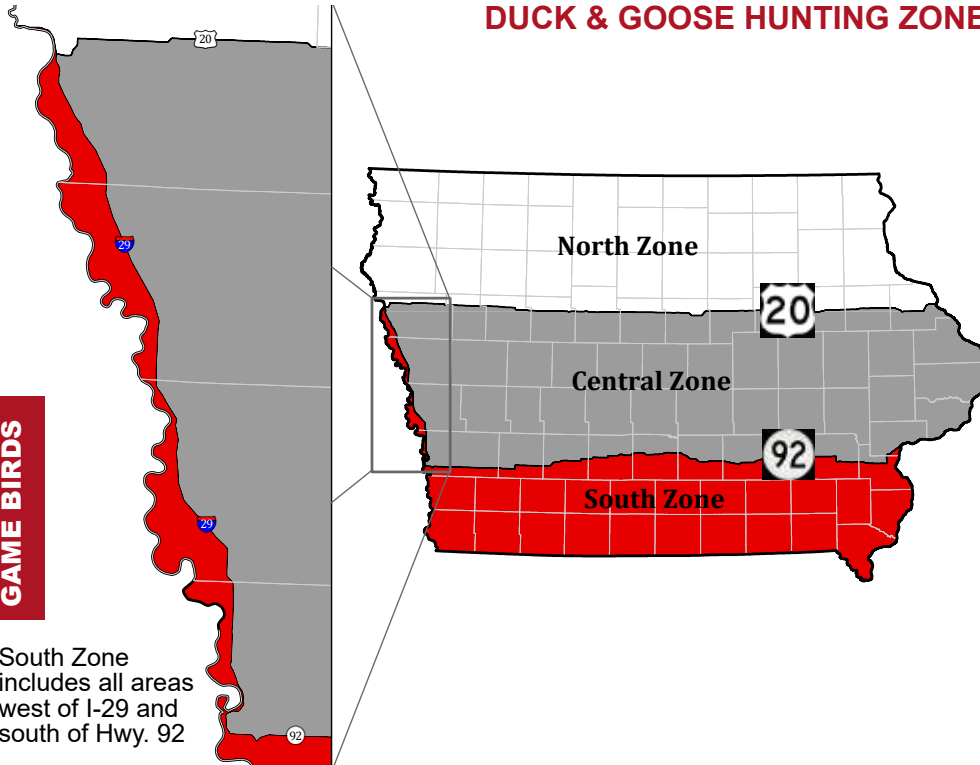 DUCK & GOOSE HUNTING ZONE
20
29
29
92
North Zone
20
Central Zone
92
South Zone
GAME BIRDS
South Zone
includes all areas
west of I-29 and
south of Hwy. 92